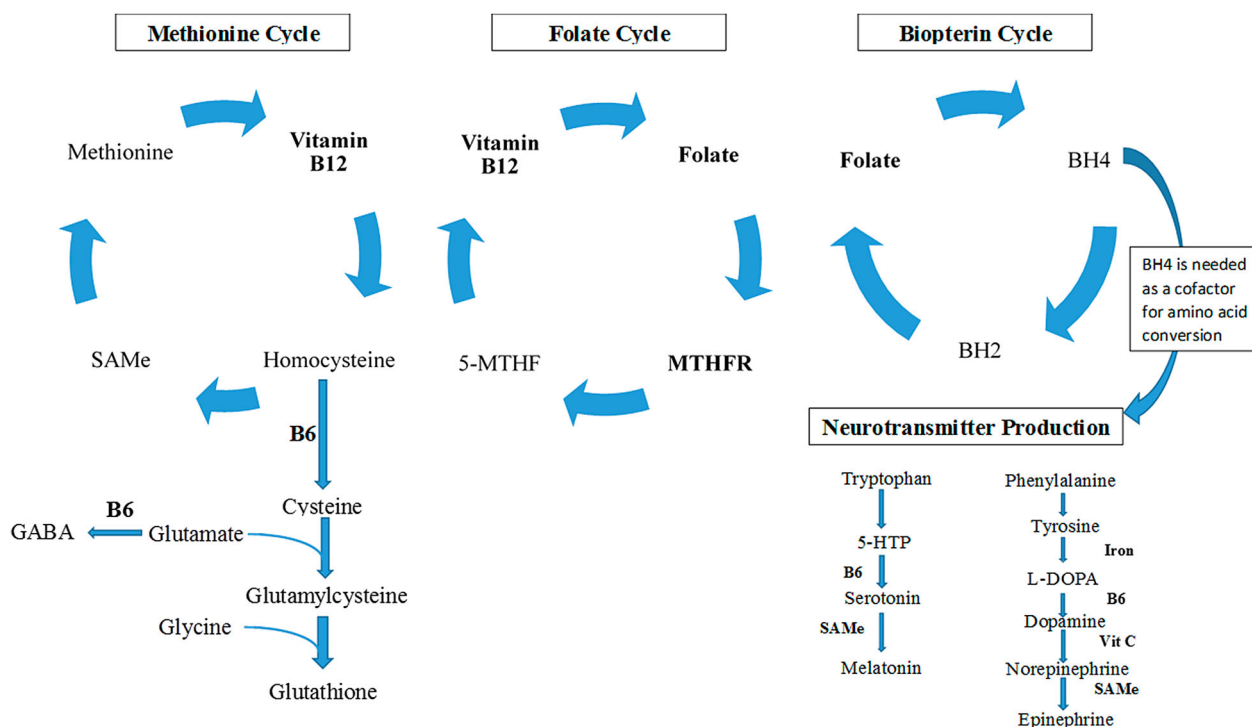 Methionine Cycle
Folate Cycle
Biopterin Cycle
Methionine
Vitamin
B12
Vitamin
B12
Folate
Folate
BH4
BH4 is needed
as a cofactor
for amino acid
conversion
SAMe
Homocysteine
5-MTHF
MTHFR
BH2
B6
Neurotransmitter Production
Cysteine
B6
GABA
Glutamate
Glutamylcysteine
Glycine
Glutathione
Tryptophan
5-HTP
B6
Serotonin
SAMe
Melatonin
Phenylalanine
Tyrosine
Iron
L-DOPA
B6
Dopamine
Vit C
Norepinephrine
SAMe
Epinephrine